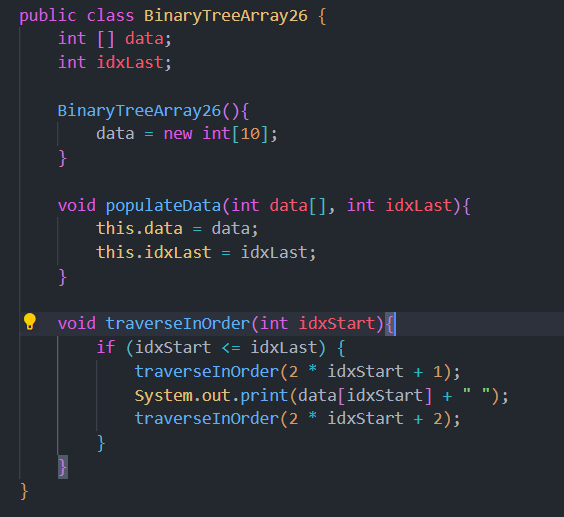 public class BinaryTreeArray26 {
    int [] data;
    int idxLast;

    BinaryTreeArray26(){
        data = new int[10];
    }

    void populateData(int data[], int idxLast){
        this.data = data;
        this.idxLast = idxLast;
    }

    void traverseInOrder(int idxStart){
        if (idxStart <= idxLast) {
            traverseInOrder(2 * idxStart + 1);
            System.out.print(data[idxStart] + " ");
            traverseInOrder(2 * idxStart + 2);
        }
    }
}